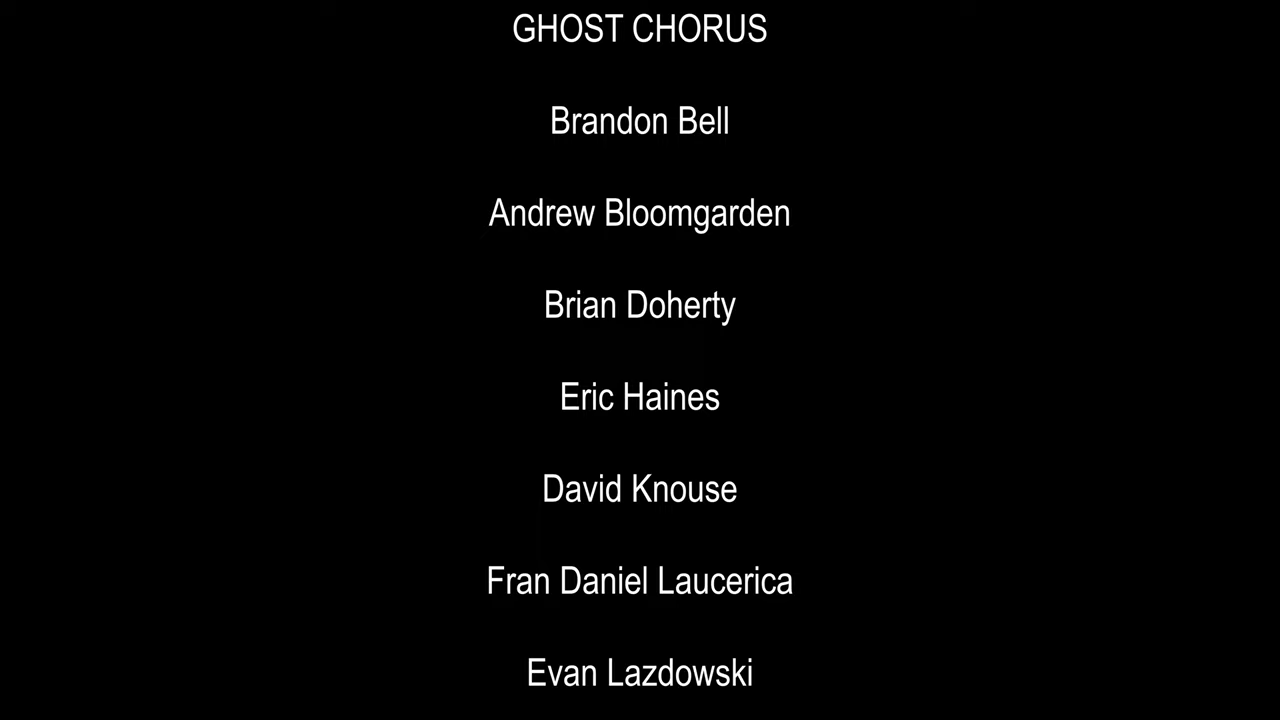 GHOST CHORUS
Brandon Bell
Andrew Bloomgarden
Brian Doherty
Eric Haines
David Knouse
Fran Daniel Laucerica
Evan Lazdowski